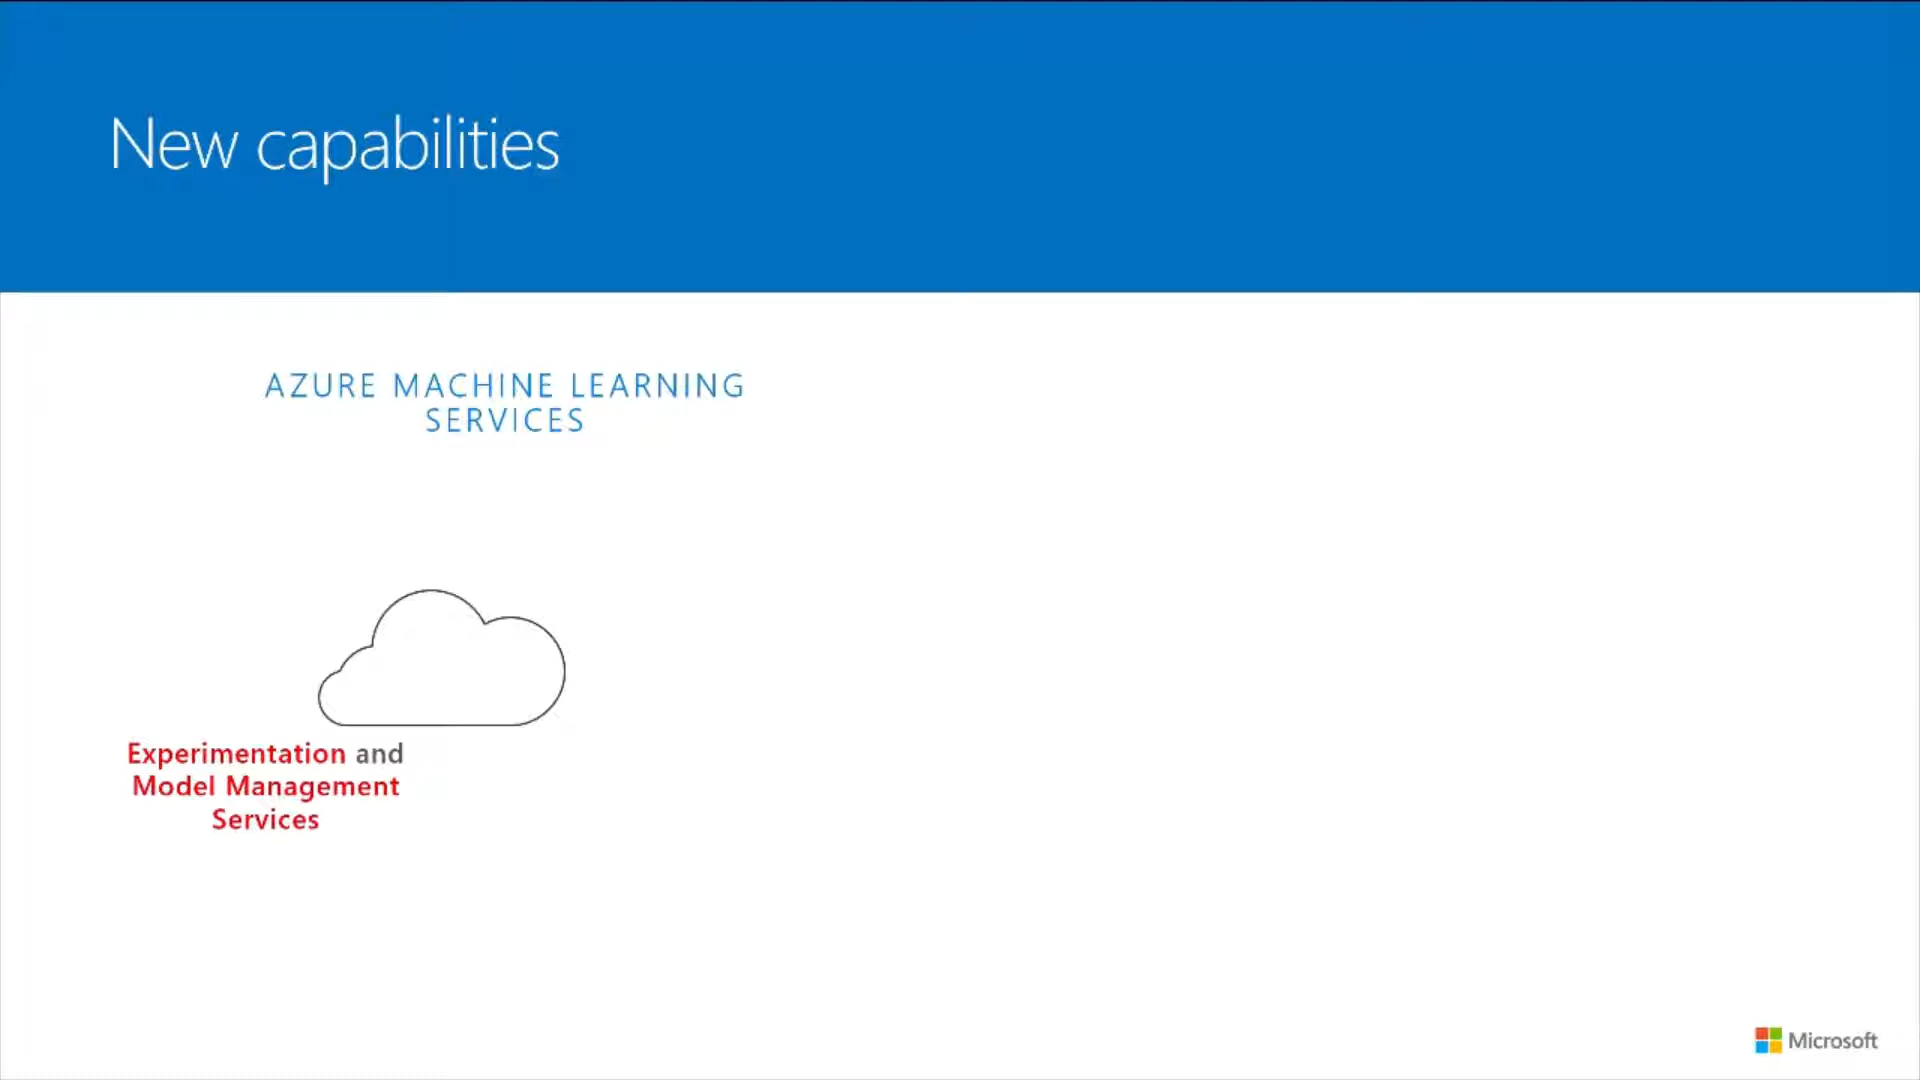 New capabilities
AZURE MACHINE LEARNING
SERVICES
Experimentation and
Model Management
Services
Microsoft